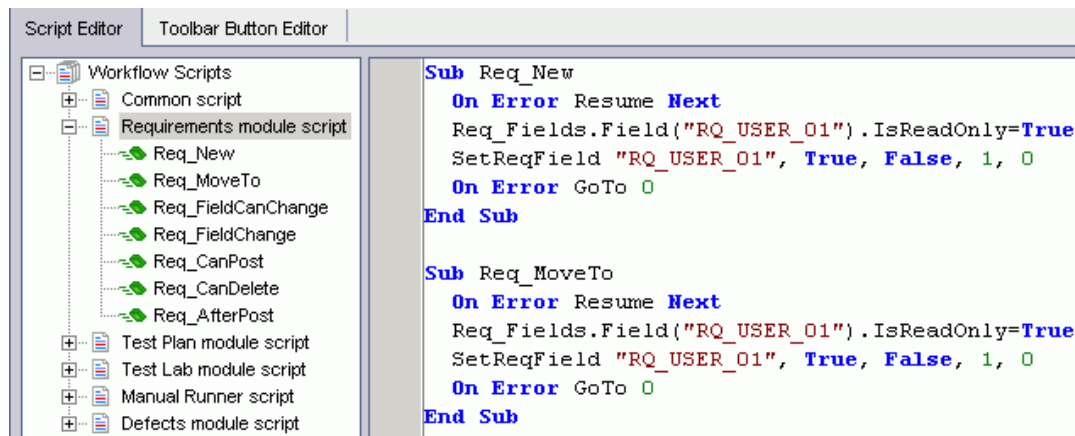 Script Editor
Toolbar Button Editor
Workflow Scripts
Common script
Requirements module script
Req_New
Req_MoveTo
Req_FieldCanChange
Req_FieldChange
Req_CanPost
Req_CanDelete
Req_AfterPost
Test Plan module script
Test Lab module script
Manual Runner script
Defects module script
Sub Req_New
On Error Resume Next
Req_Fields.Field("RQ_USER_01").IsReadOnly=True
SetReqField "RQ_USER_01", True, False, 1, 0
On Error GoTo 0
End Sub
Sub Req_MoveTo
On Error Resume Next
Req_Fields.Field("RQ_USER_01").IsReadOnly=True
SetReqField "RQ_USER_01", True, False, 1, 0
On Error GoTo 0
End Sub